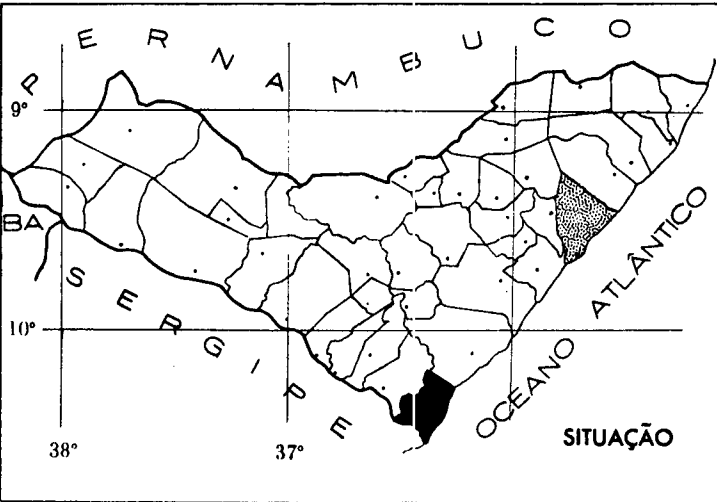 PERNAMBUCO
9°
BA
SERGIPE
10°
OCEANO ATLÂNTICO
38°
37°
SITUAÇÃO